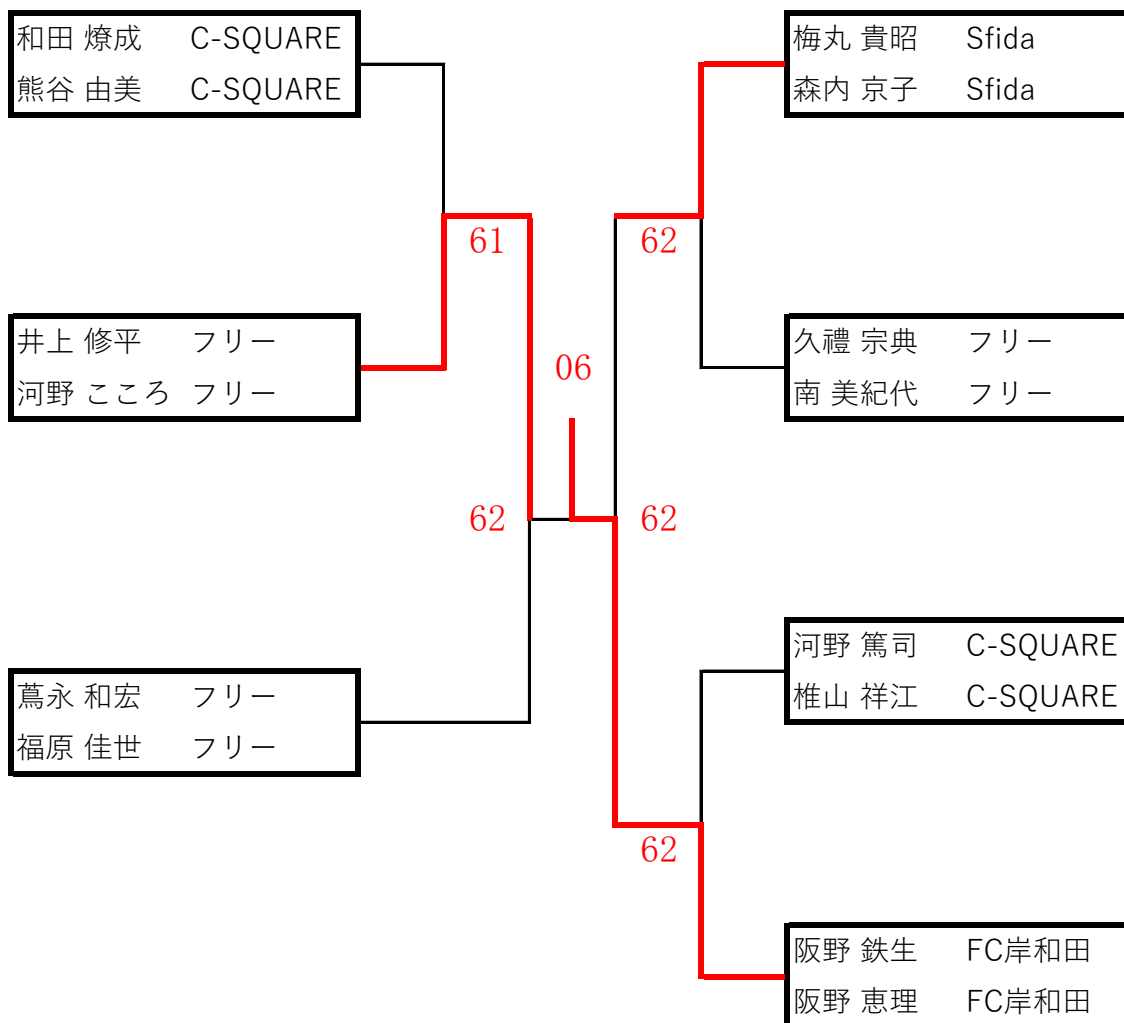 和田 燎成 C-SQUARE
熊谷 由美 C-SQUARE
梅丸 貴昭 Sfida
森内 京子 Sfida
61
62
井上 修平 フリー
河野 こころ フリー
06
久禮 宗典 フリー
南 美紀代 フリー
62
62
蔦永 和宏 フリー
福原 佳世 フリー
河野 篤司 C-SQUARE
椎山 祥江 C-SQUARE
62
阪野 鉄生 FC岸和田
阪野 恵理 FC岸和田